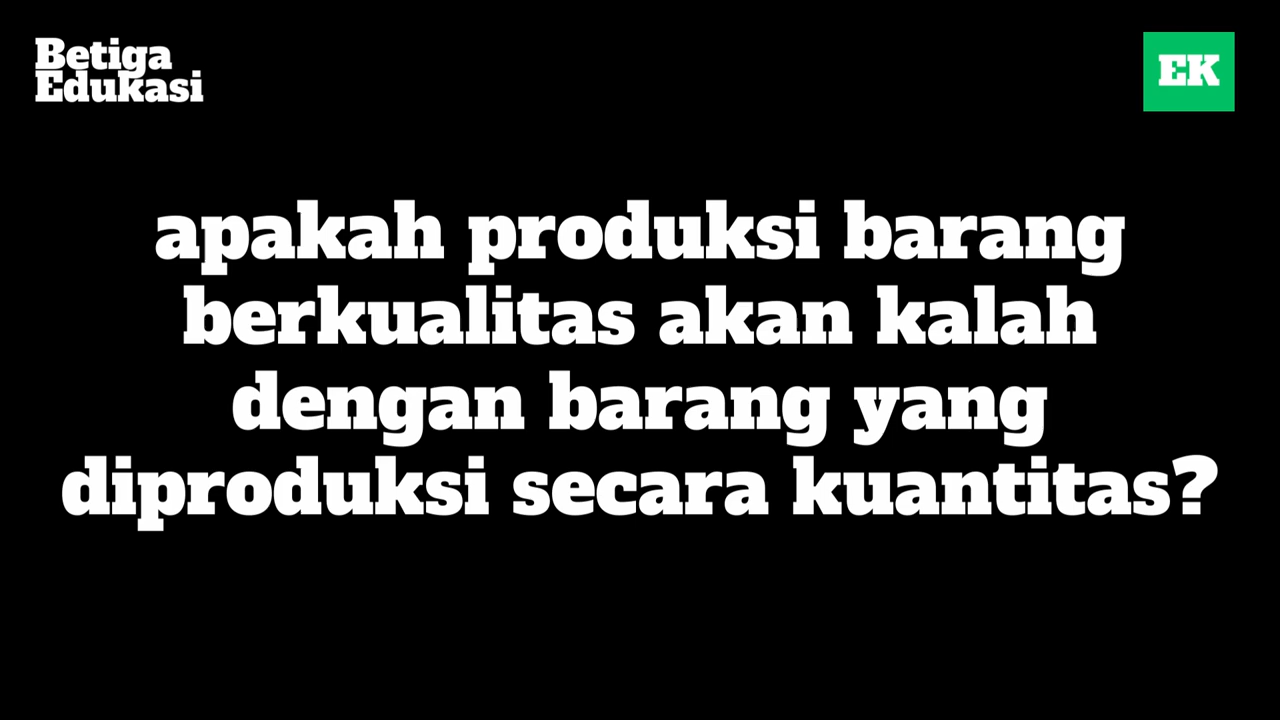 Betiga
Edukasi
EK
apakah produksi barang
berkualitas akan kalah
dengan barang yang
diproduksi secara kuantitas?